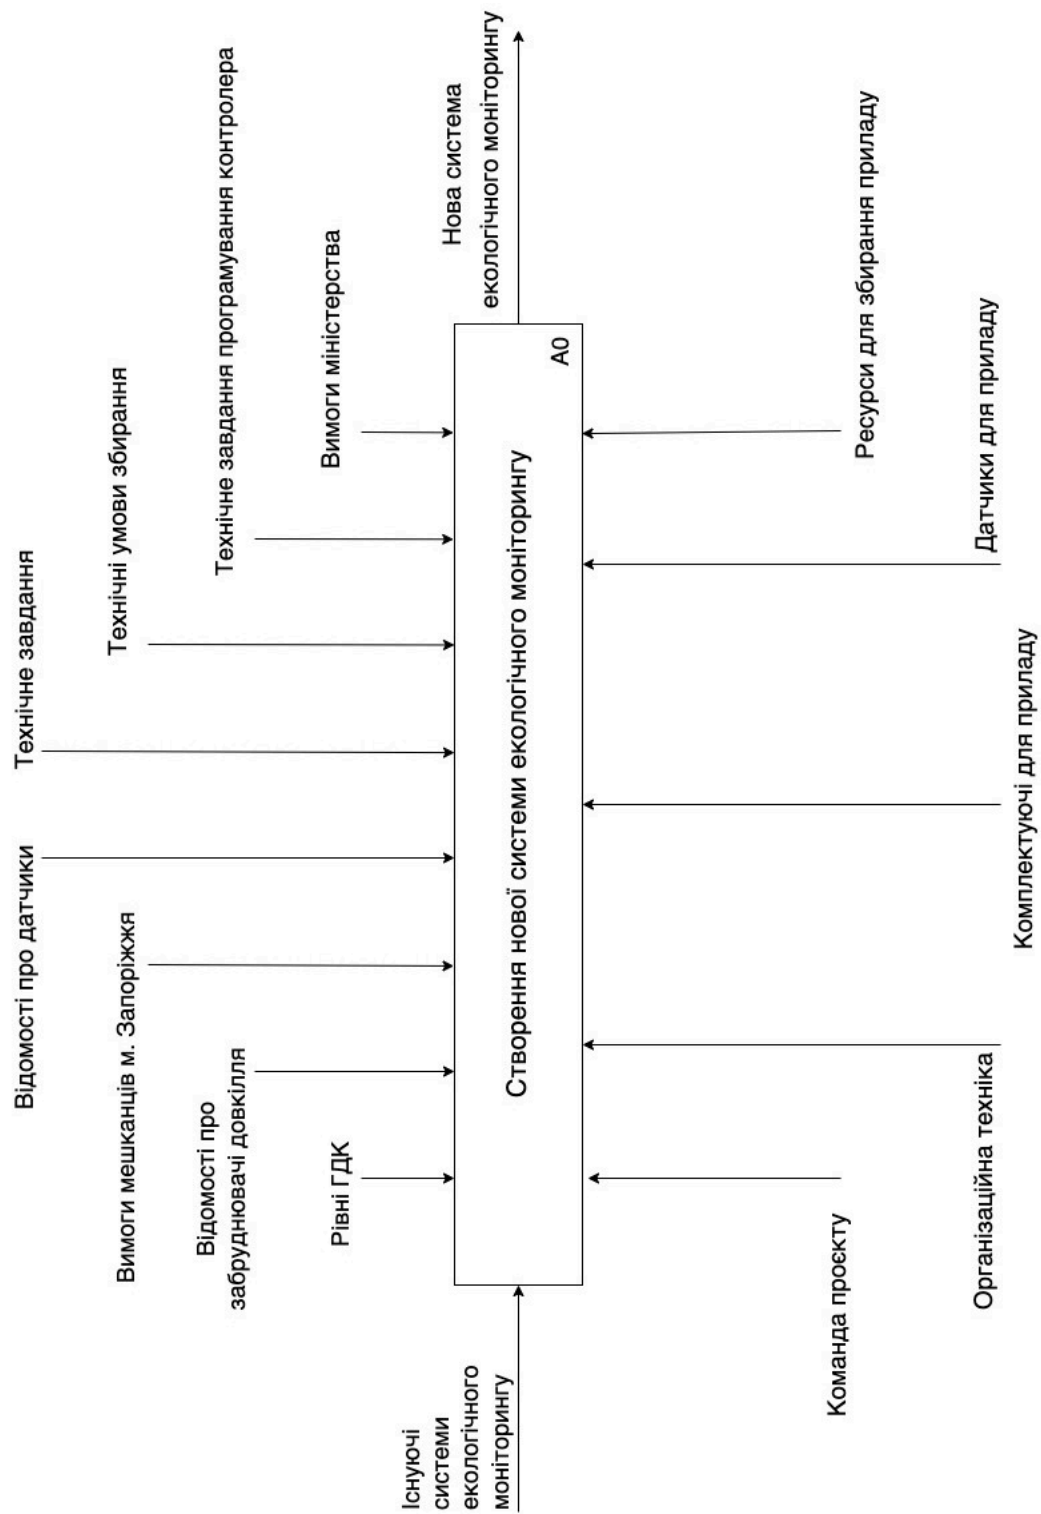 Відомості про датчики
Технічне завдання
Вимоги мешканців м. Запоріжжя
Технічні умови збирання
Відомості про
забруднювачі довкілля
Технічне завдання програмування контролера
Рівні ГДК
Вимоги міністерства
Існуючі
системи
екологічного
моніторингу
Створення нової системи екологічного моніторингу
A0
Нова система
екологічного моніторингу
Команда проєкту
Ресурси для збирання приладу
Організаційна техніка
Датчики для приладу
Комплектуючі для приладу